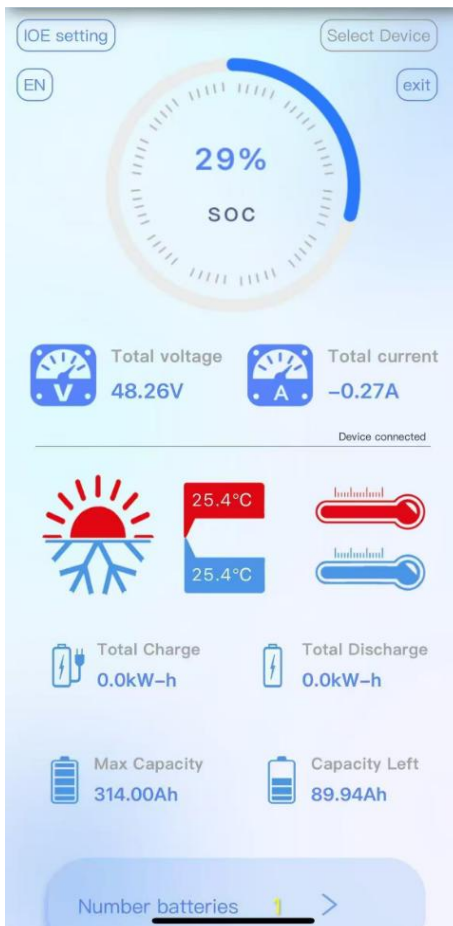 IOE setting
Select Device
EN
exit
29%
SOC
Total voltage
48.26V
V
Total current
-0.27A
A
Device connected
25.4°C
25.4°C
Total Charge
0.0kW-h
Total Discharge
0.0kW-h
Max Capacity
314.00Ah
Capacity Left
89.94Ah
Number batteries 1 >